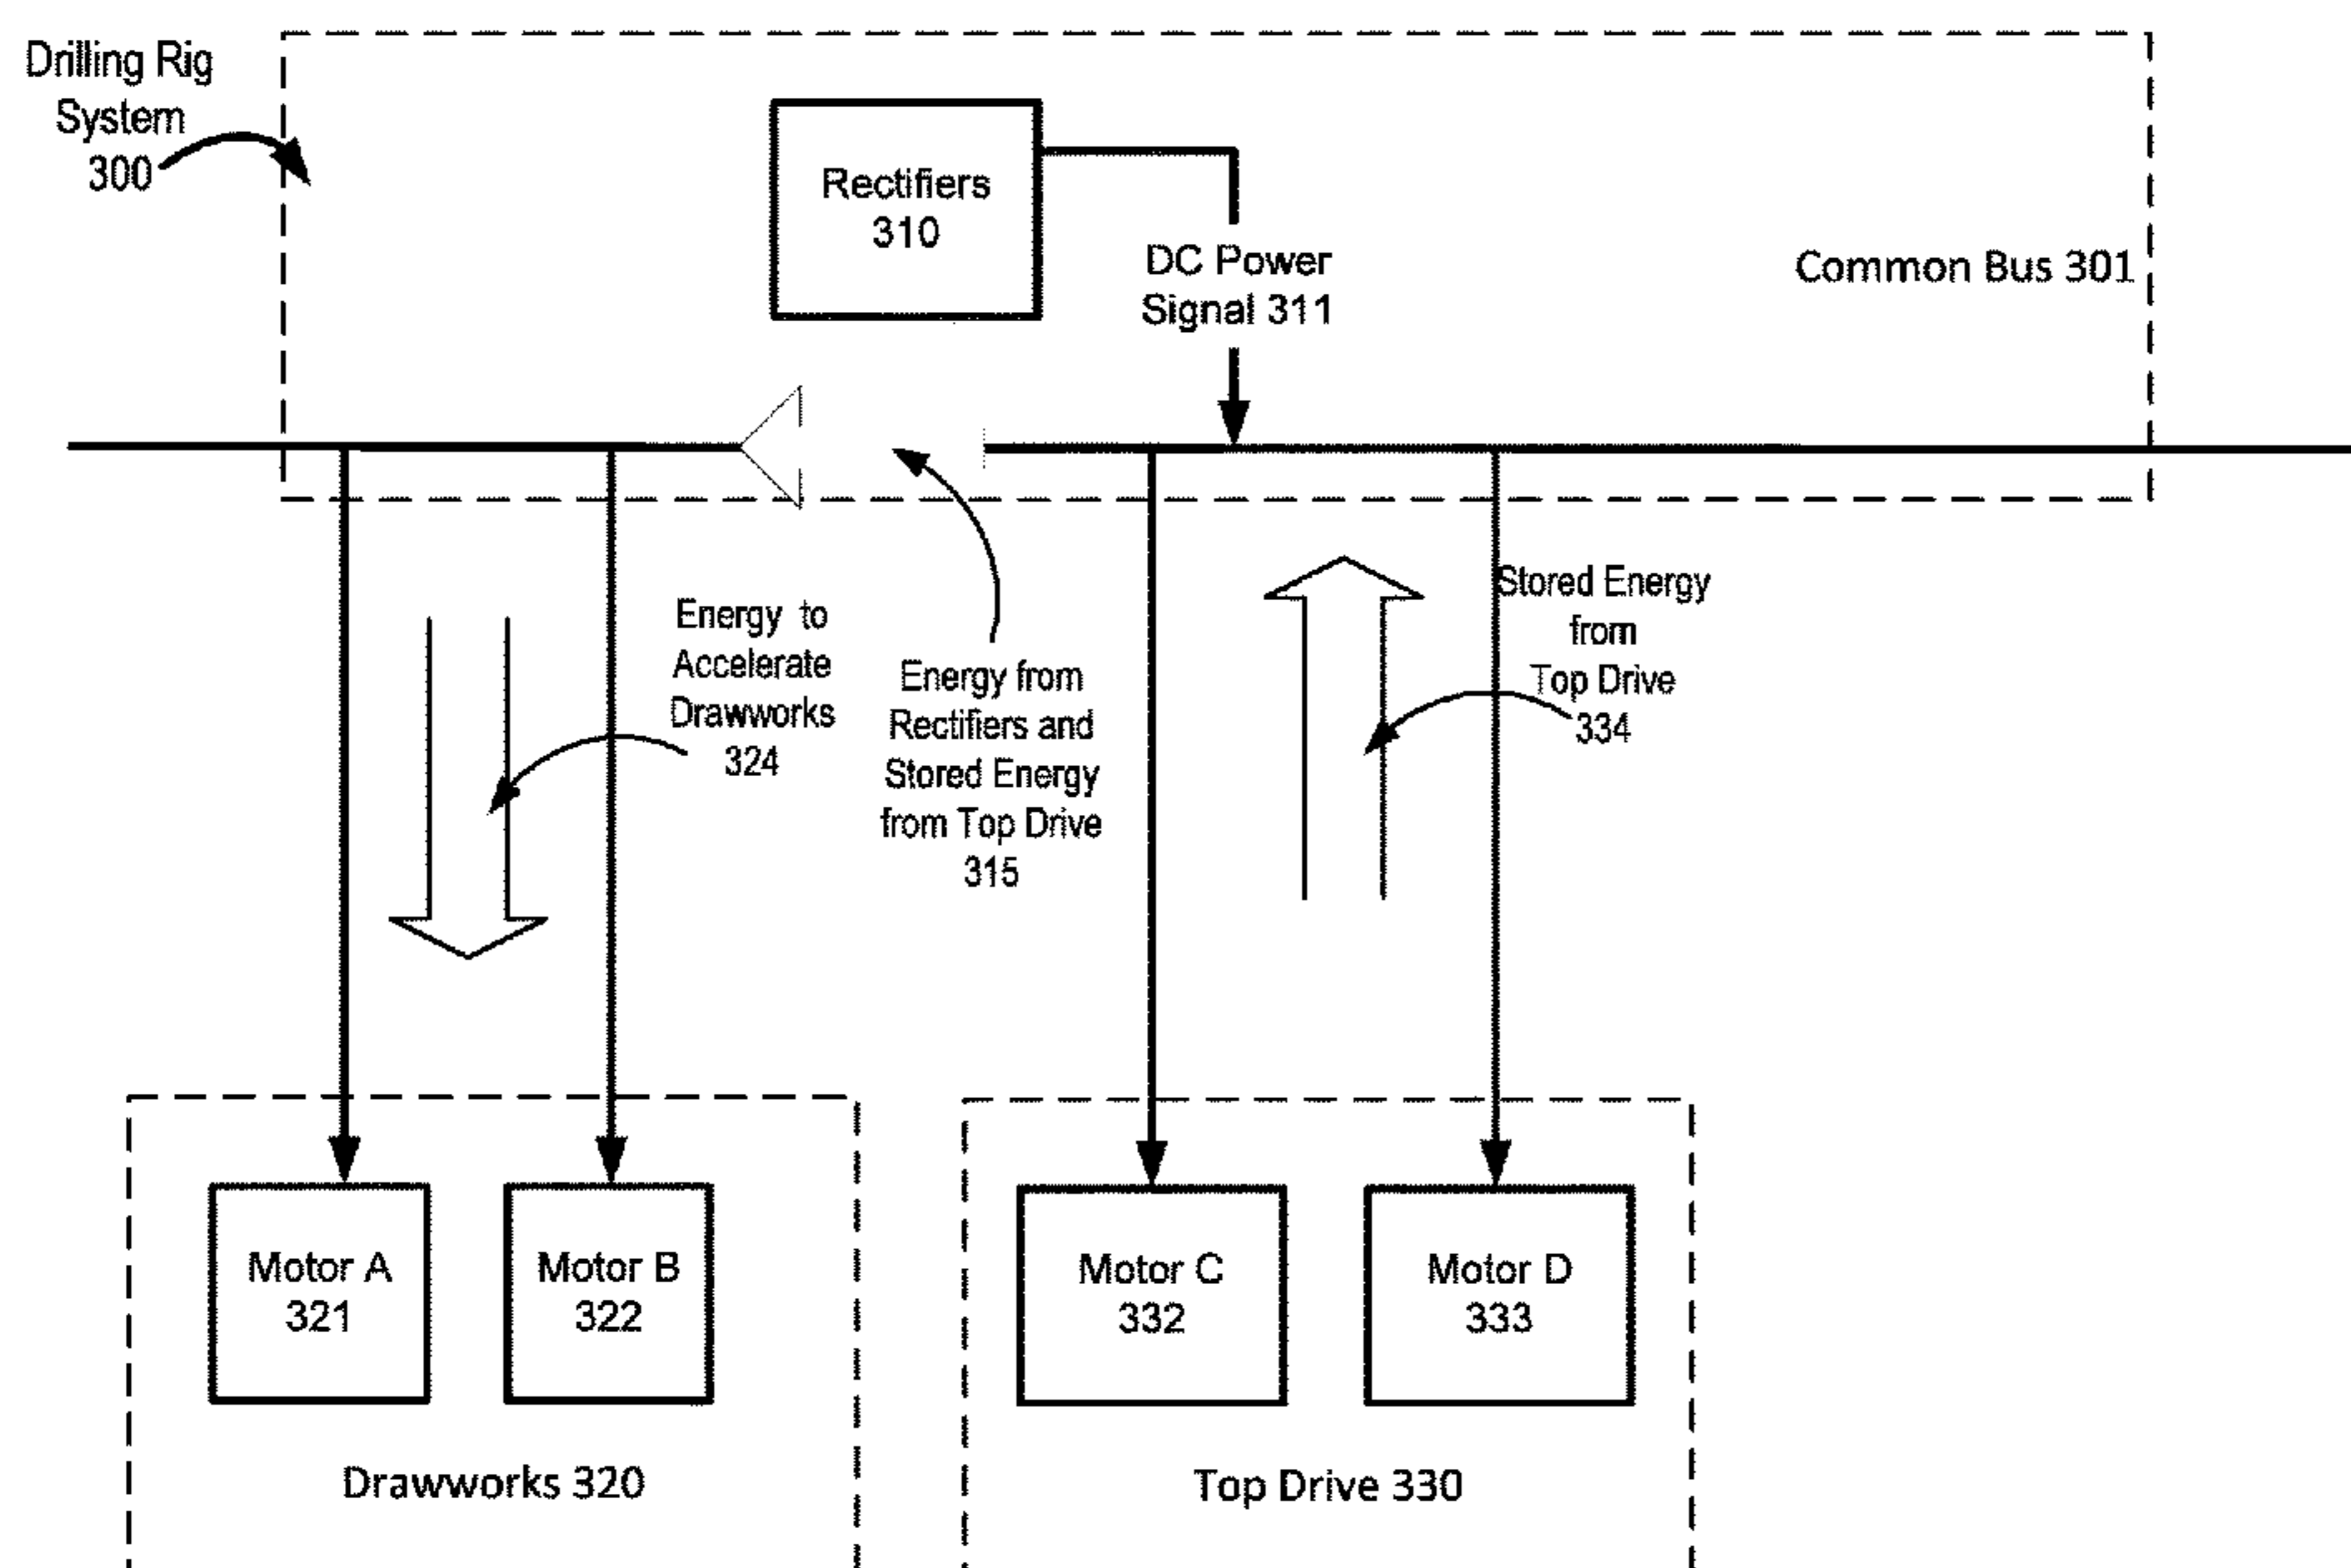 Drilling Rig
System
300
Rectifiers
310
DC Power
Signal 311
Common Bus 301
Energy to
Accelerate
Drawworks
324
Energy from
Rectifiers and
Stored Energy
from Top Drive
315
Stored Energy
from
Top Drive
334
Motor A
321
Motor B
322
Motor C
332
Motor D
333
Drawworks 320
Top Drive 330